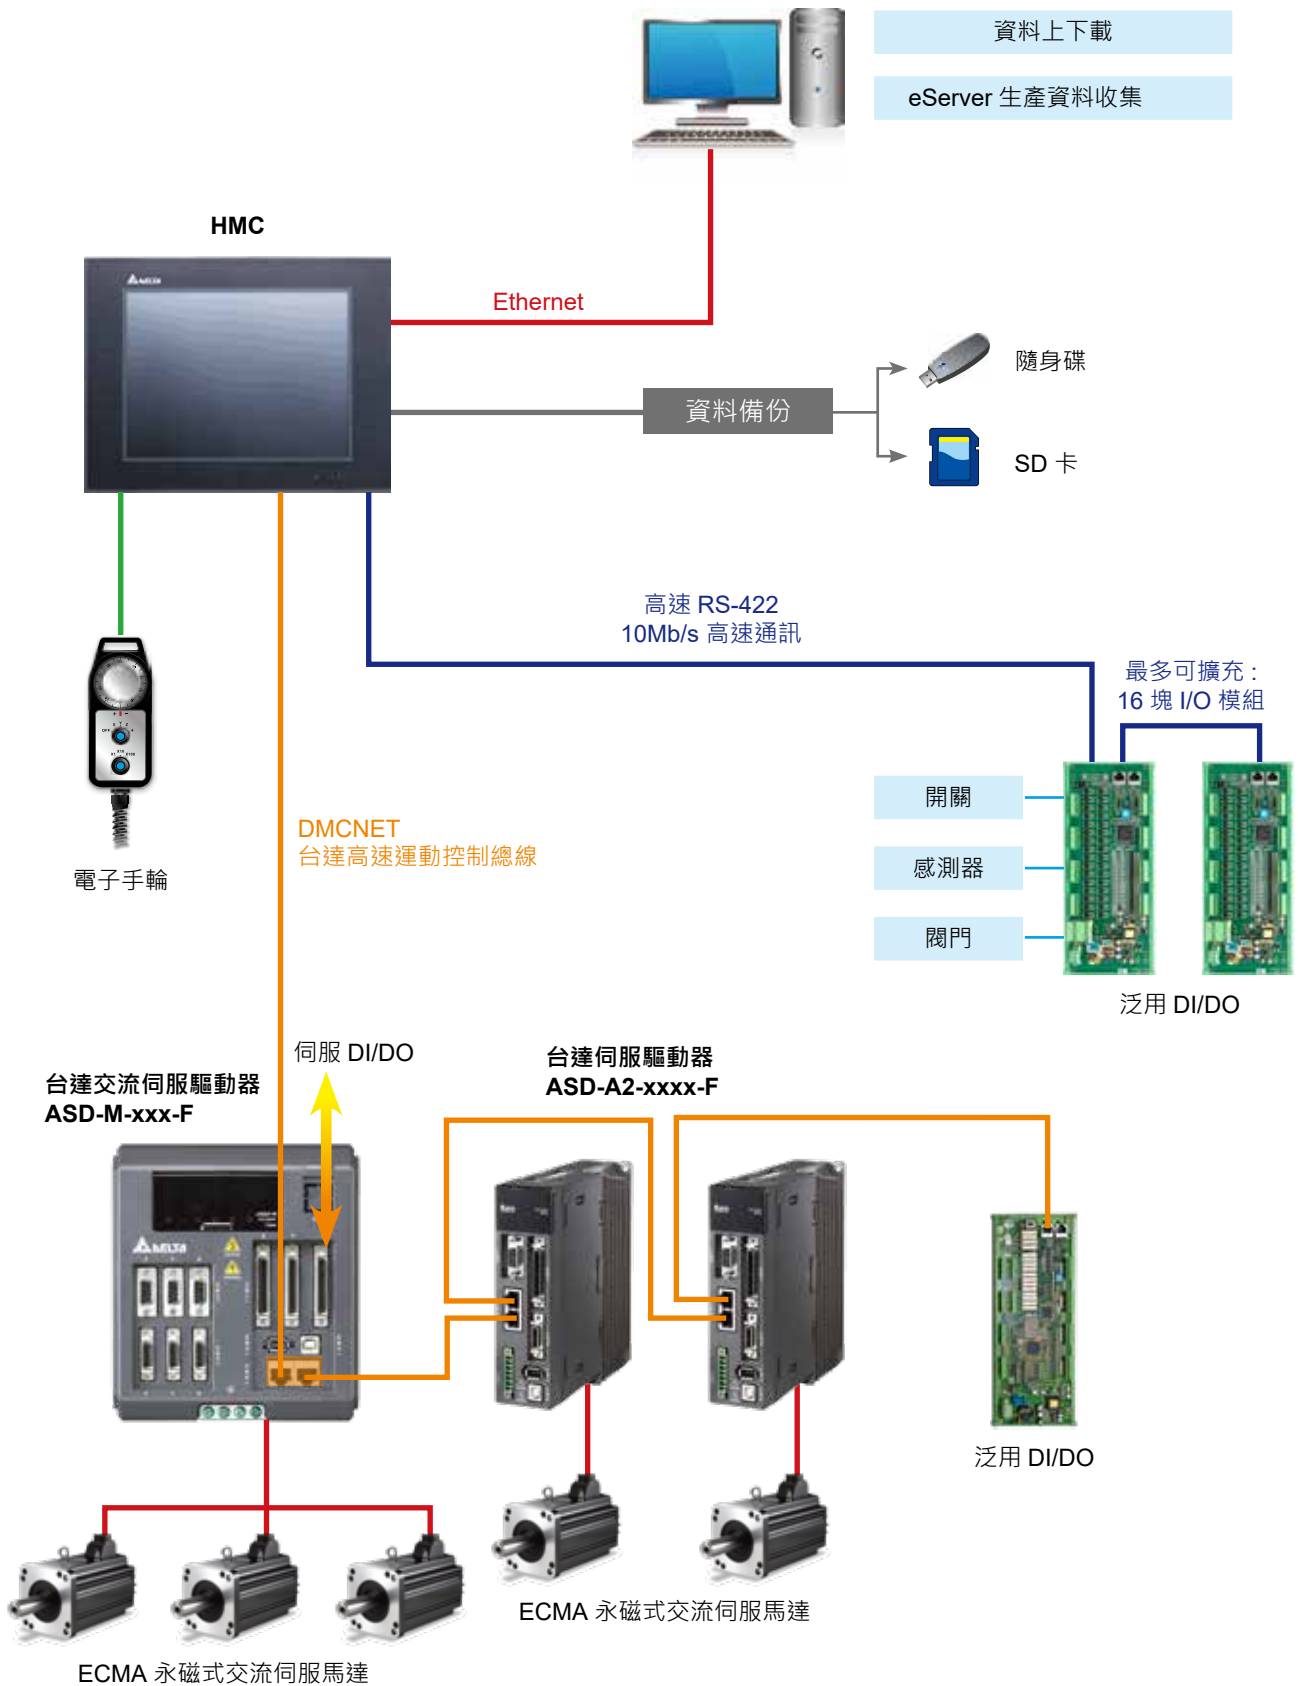 資料上下載
eServer 生產資料收集
HMC
DELTA
Ethernet
隨身碟
資料備份
SD 卡
高速 RS-422
10Mb/s 高速通訊
最多可擴充 :
16 塊 I/O 模組
開關
感測器
閥門
泛用 DI/DO
DMCNET
台達高速運動控制總線
電子手輪
伺服 DI/DO
台達交流伺服驅動器
ASD-M-xxx-F
台達伺服驅動器
ASD-A2-xxxx-F
DELTA
泛用 DI/DO
ECMA 永磁式交流伺服馬達
ECMA 永磁式交流伺服馬達